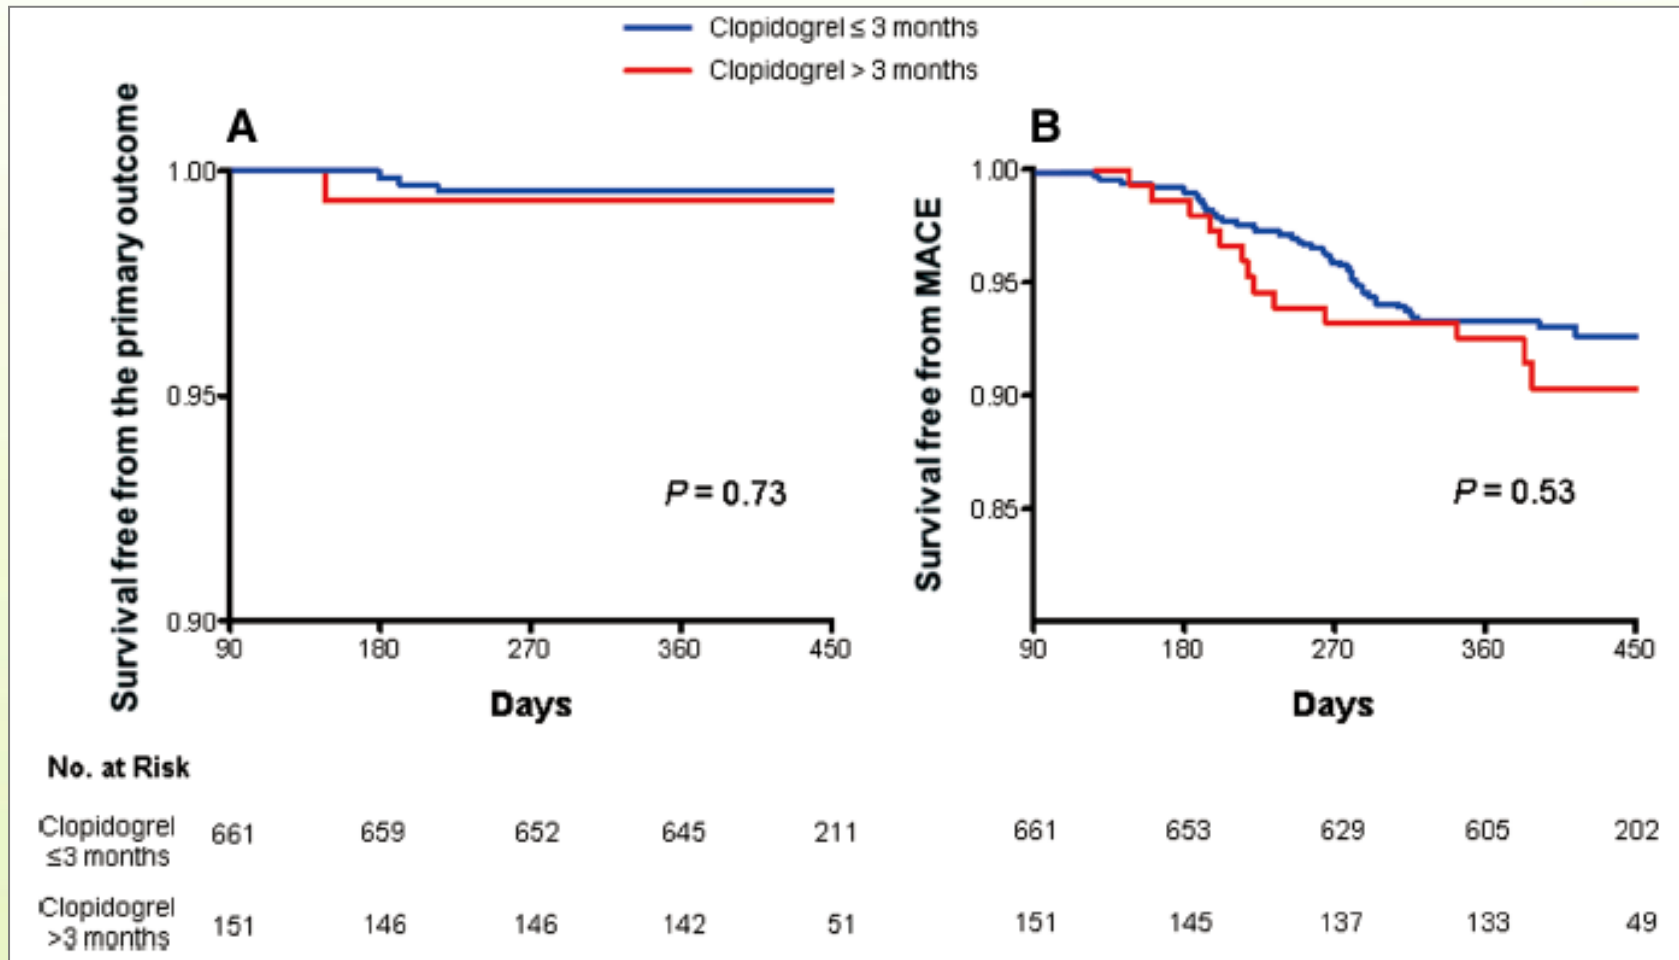 Clopidogrel ≤ 3 months
Clopidogrel > 3 months
A
Survival free from the primary outcome
1.00
0.95
0.90
90 180 270 360 450
Days
P = 0.73
B
Survival free from MACE
1.00
0.95
0.90
0.85
90 180 270 360 450
Days
P = 0.53
No. at Risk
Clopidogrel
≤3 months
661 659 652 645 211
661 653 629 605 202
Clopidogrel
>3 months
151 146 146 142 51
151 145 137 133 49